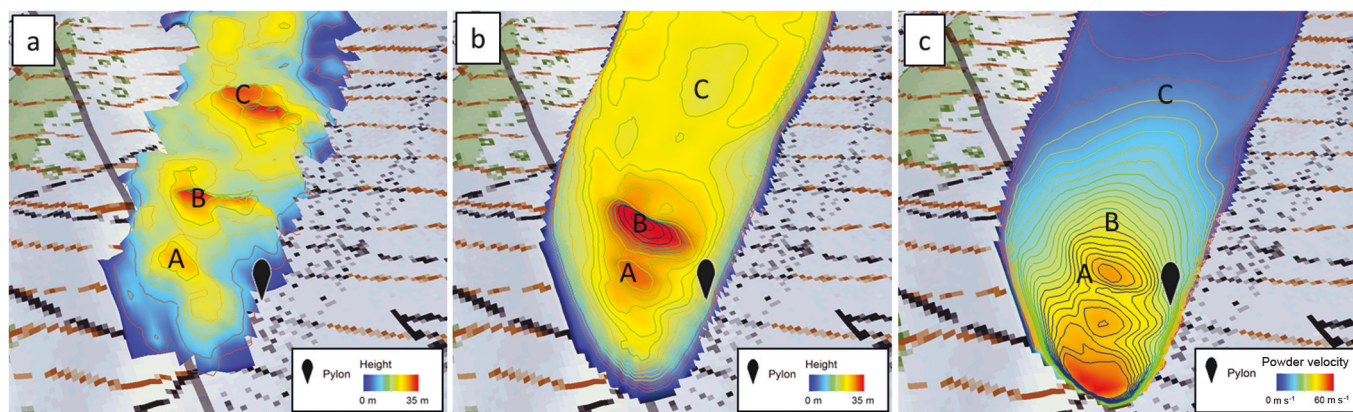 a
C
B
A
Pylon
Height
0 m 35 m
b
C
B
A
Pylon
Height
0 m 35 m
c
C
B
A
Pylon
Powder velocity
0 m s⁻¹ 60 m s⁻¹